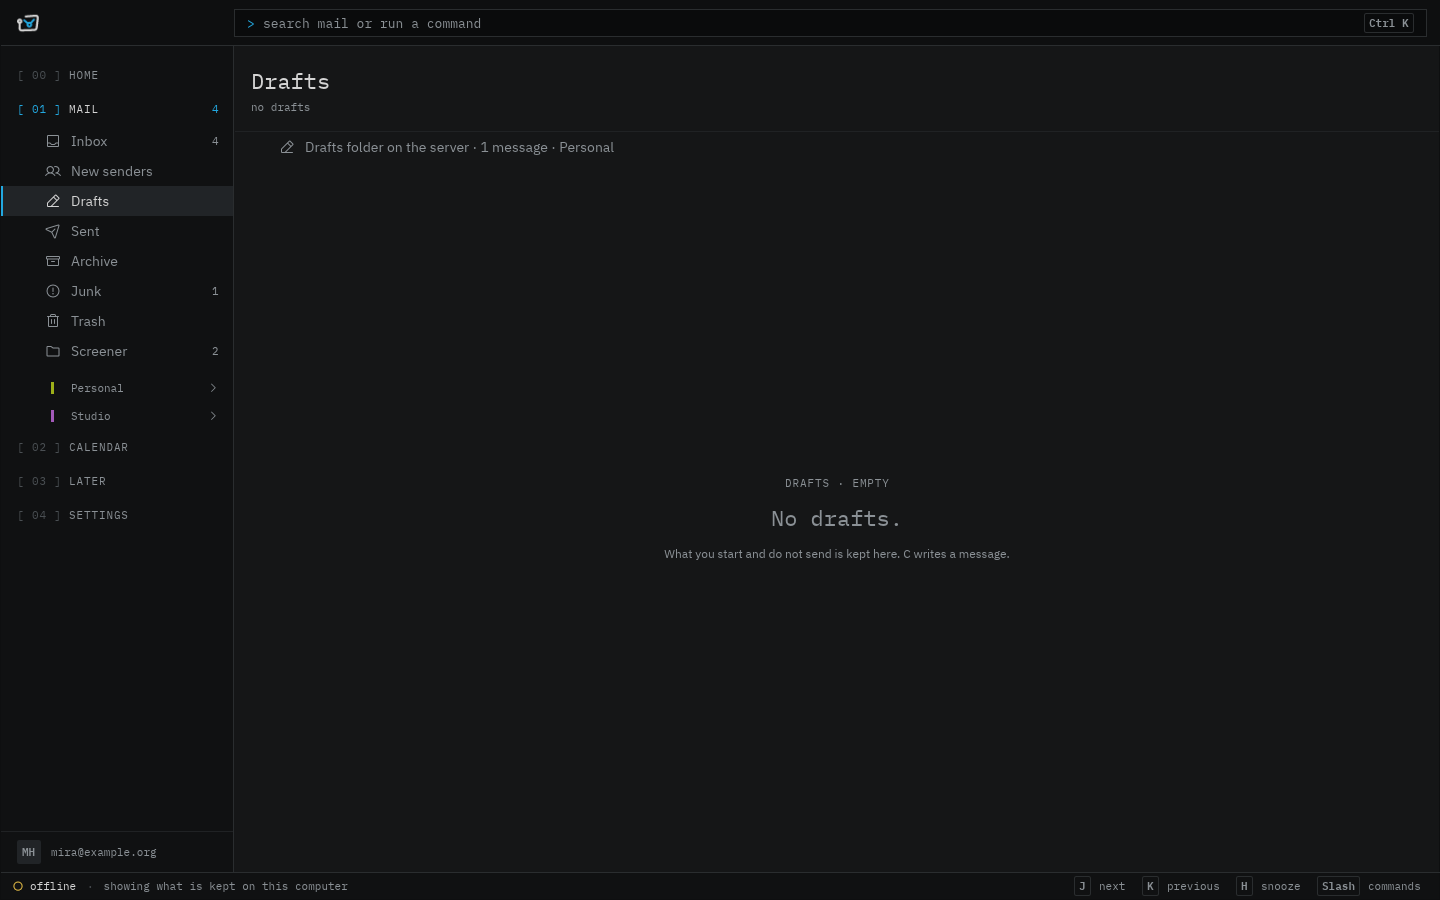 > search mail or run a command Ctrl K
[ 00 ] HOME
[ 01 ] MAIL 4
Inbox 4
New senders
Drafts
Sent
Archive
Junk 1
Trash
Screener 2
Personal
Studio
[ 02 ] CALENDAR
[ 03 ] LATER
[ 04 ] SETTINGS
MH mira@example.org
Drafts
no drafts
Drafts folder on the server · 1 message · Personal
DRAFTS · EMPTY
No drafts.
What you start and do not send is kept here. C writes a message.
offline · showing what is kept on this computer
J next K previous H snooze Slash commands